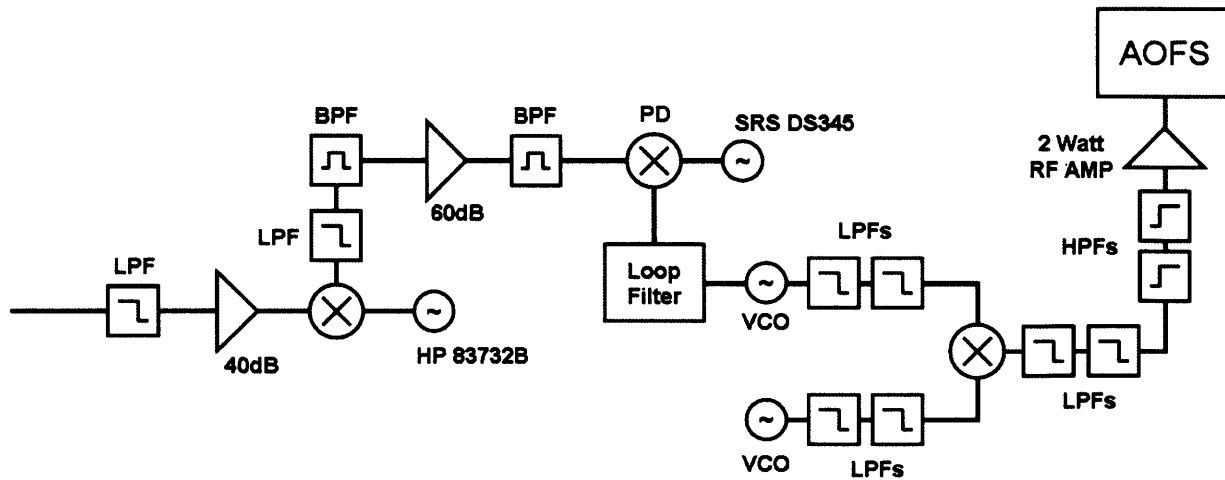 AOFS
BPF
BPF
PD
SRS DS345
2 Watt
RF AMP
60dB
LPF
LPFs
HPFs
LPF
Loop
Filter
VCO
40dB
HP 83732B
LPFs
VCO
LPFs